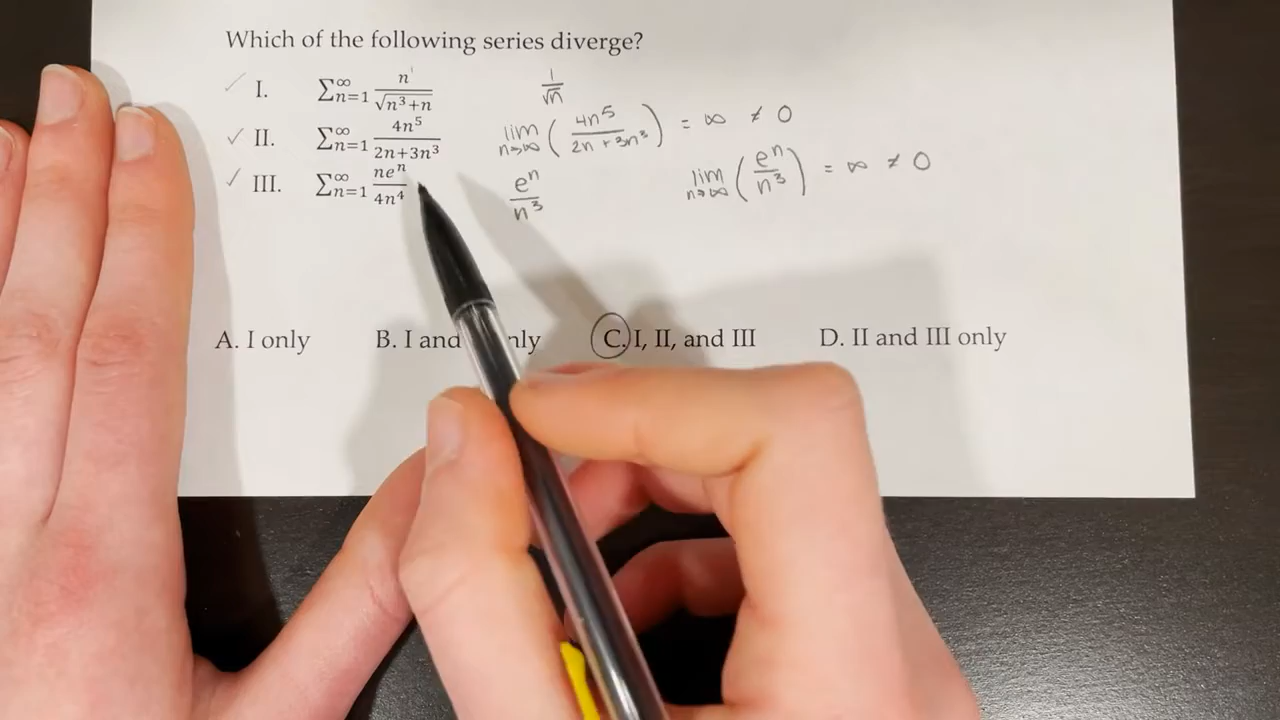 Which of the following series diverge?
✓ I. ∑_{n=1}^{∞} n^1/√(n³+n) 1/√n
✓ II. ∑_{n=1}^{∞} 4n⁵/(2n+3n³) lim n→∞ (4n⁵/(2n+3n³)) = ∞ ≠ 0
✓ III. ∑_{n=1}^{∞} neⁿ/4n⁴ eⁿ/n³ lim n→∞ (eⁿ/n³) = ∞ ≠ 0
A. I only B. I and nly C. I, II, and III D. II and III only